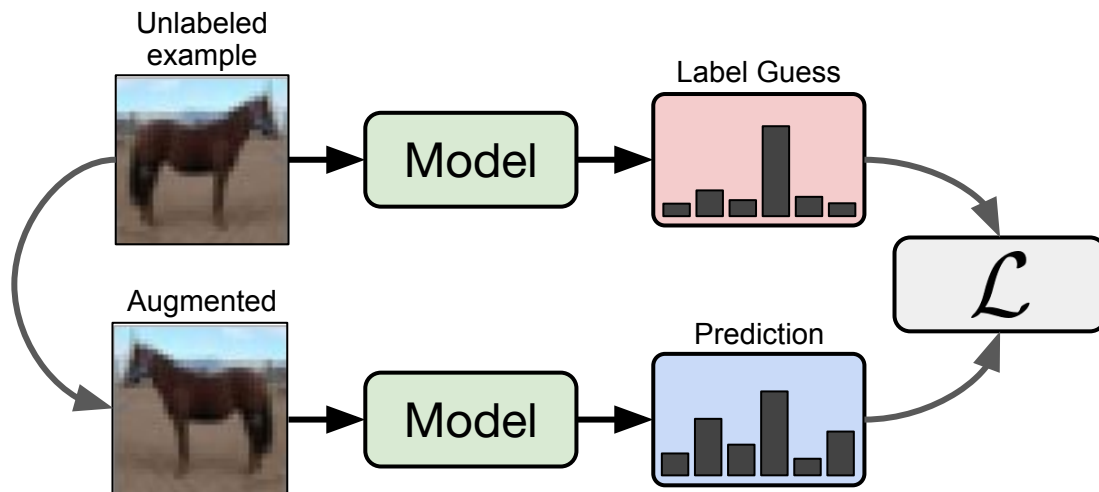 Unlabeled
example
Label Guess
Model
ℒ
Augmented
Prediction
Model